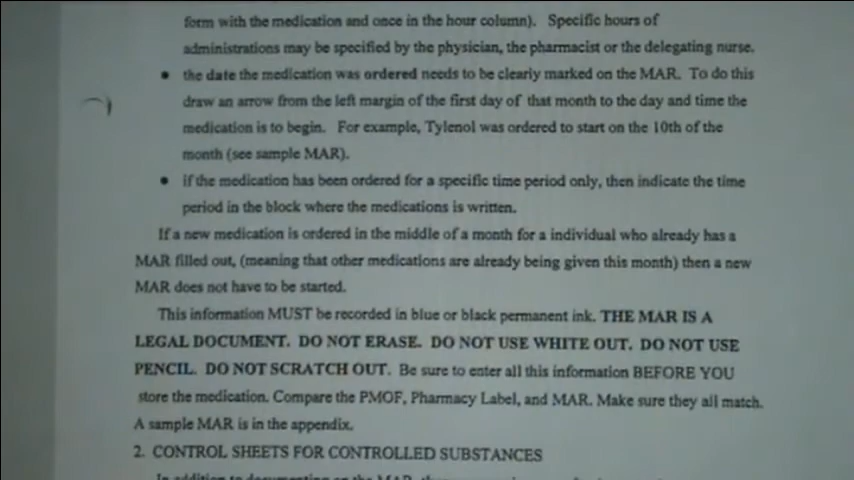 form with the medication and once in the hour column). Specific hours of
administrations may be specified by the physician, the pharmacist or the delegating nurse.
• the date the medication was ordered needs to be clearly marked on the MAR. To do this
draw an arrow from the left margin of the first day of that month to the day and time the
medication is to begin. For example, Tylenol was ordered to start on the 10th of the
month (see sample MAR).
• if the medication has been ordered for a specific time period only, then indicate the time
period in the block where the medications is written.
If a new medication is ordered in the middle of a month for a individual who already has a
MAR filled out, (meaning that other medications are already being given this month) then a new
MAR does not have to be started.
This information MUST be recorded in blue or black permanent ink. THE MAR IS A
LEGAL DOCUMENT. DO NOT ERASE. DO NOT USE WHITE OUT. DO NOT USE
PENCIL. DO NOT SCRATCH OUT. Be sure to enter all this information BEFORE YOU
store the medication. Compare the PMOF, Pharmacy Label, and MAR. Make sure they all match.
A sample MAR is in the appendix.
2. CONTROL SHEETS FOR CONTROLLED SUBSTANCES
In addition to documenting on the MAR,